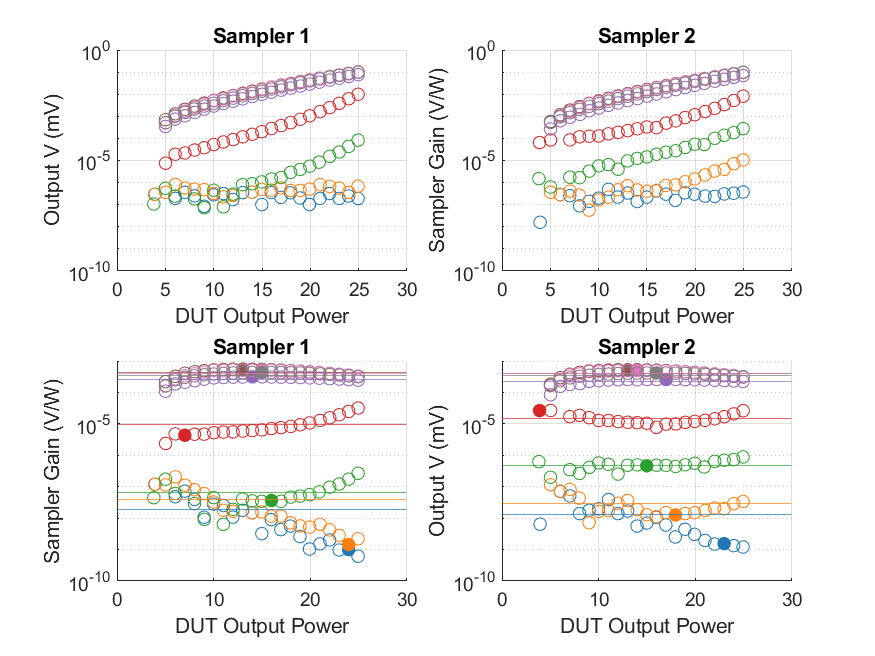 Sampler 1
Output V (mV)
10^0
10^-5
10^-10
0 5 10 15 20 25 30
DUT Output Power
Sampler 2
Sampler Gain (V/W)
10^0
10^-5
10^-10
0 5 10 15 20 25 30
DUT Output Power
Sampler 1
Sampler Gain (V/W)
10^-5
10^-10
0 10 20 30
DUT Output Power
Sampler 2
Output V (mV)
10^-5
10^-10
0 10 20 30
DUT Output Power